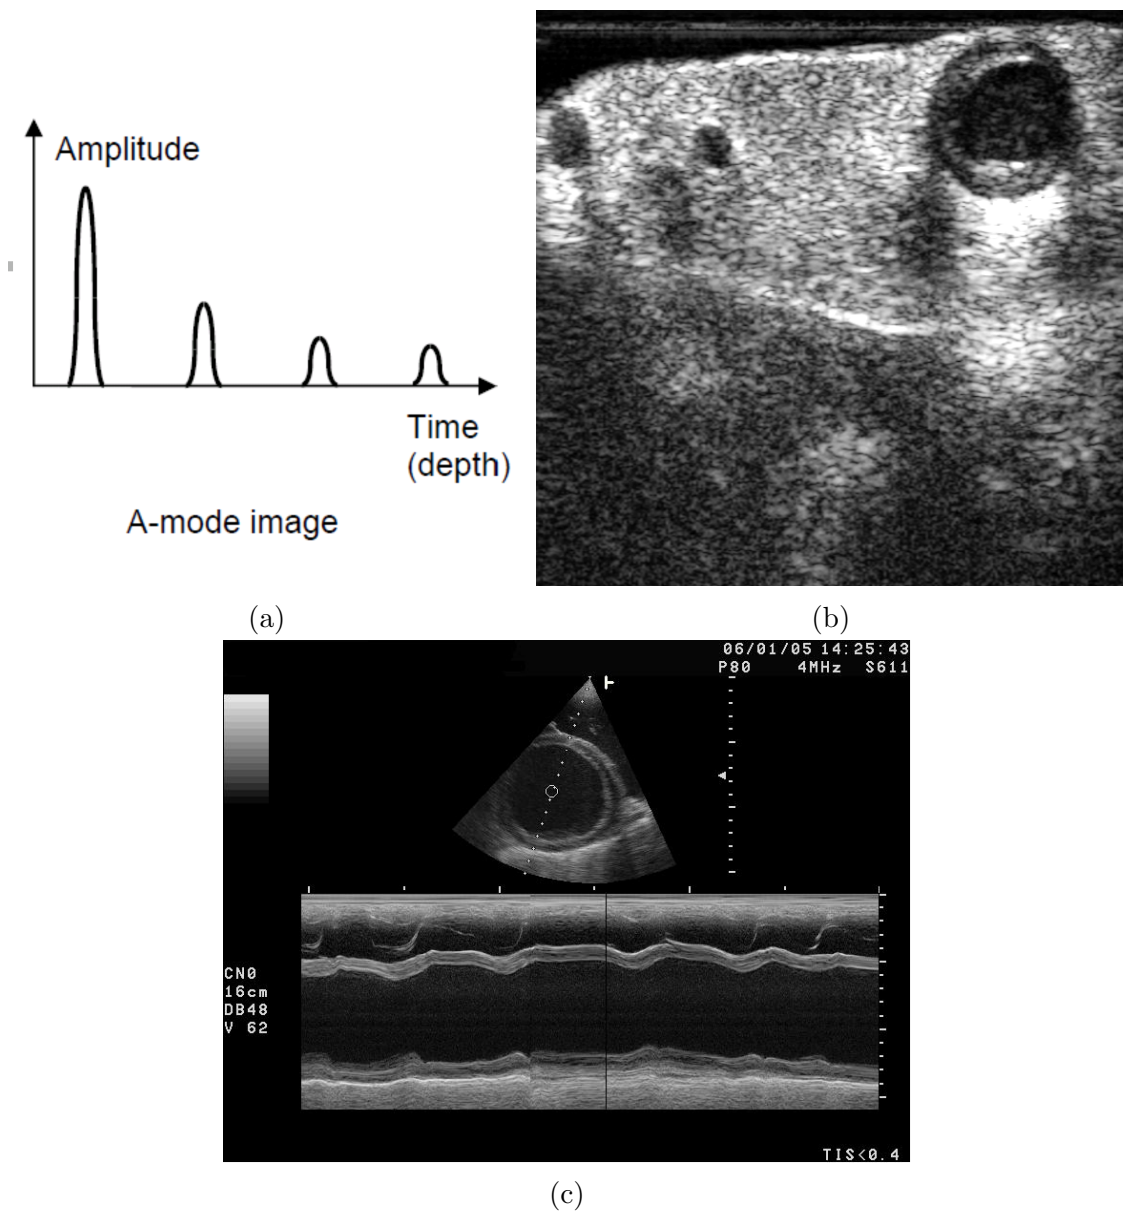 Amplitude
Time
(depth)
A-mode image
(a)
(b)
06/01/05 14:25:43
P80 4MHz S611
CN0
16cm
DB48
V 62
TIS<0.4
(c)